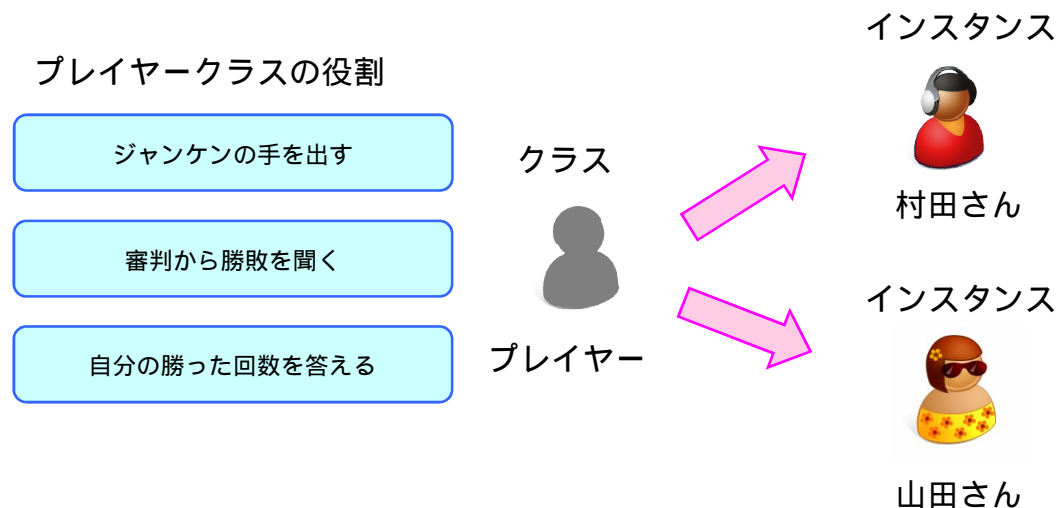 プレイヤークラスの役割
ジャンケンの手を出す
審判から勝敗を聞く
自分の勝った回数を答える
クラス
プレイヤー
インスタンス
村田さん
インスタンス
山田さん